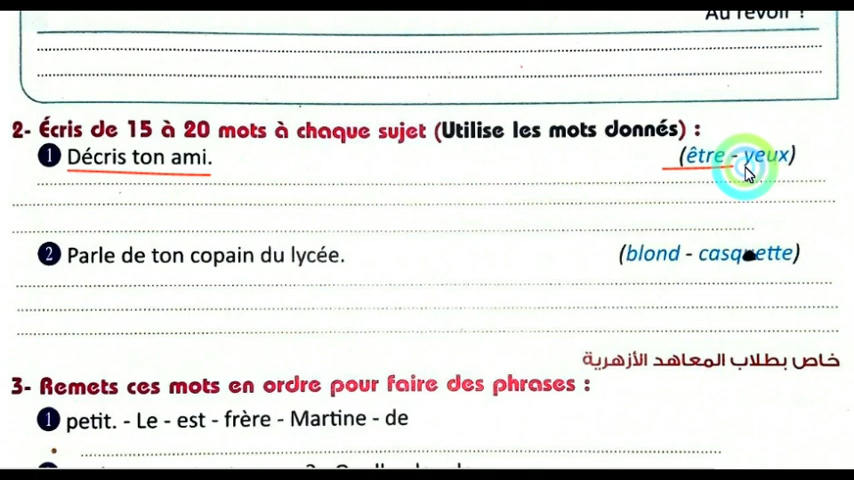 Au revoir !
2- Écris de 15 à 20 mots à chaque sujet (Utilise les mots donnés) :
1 Décris ton ami. (être - yeux)
2 Parle de ton copain du lycée. (blond - casquette)
خاص بطلاب المعاهد الأزهرية
3- Remets ces mots en ordre pour faire des phrases :
1 petit. - Le - est - frère - Martine - de